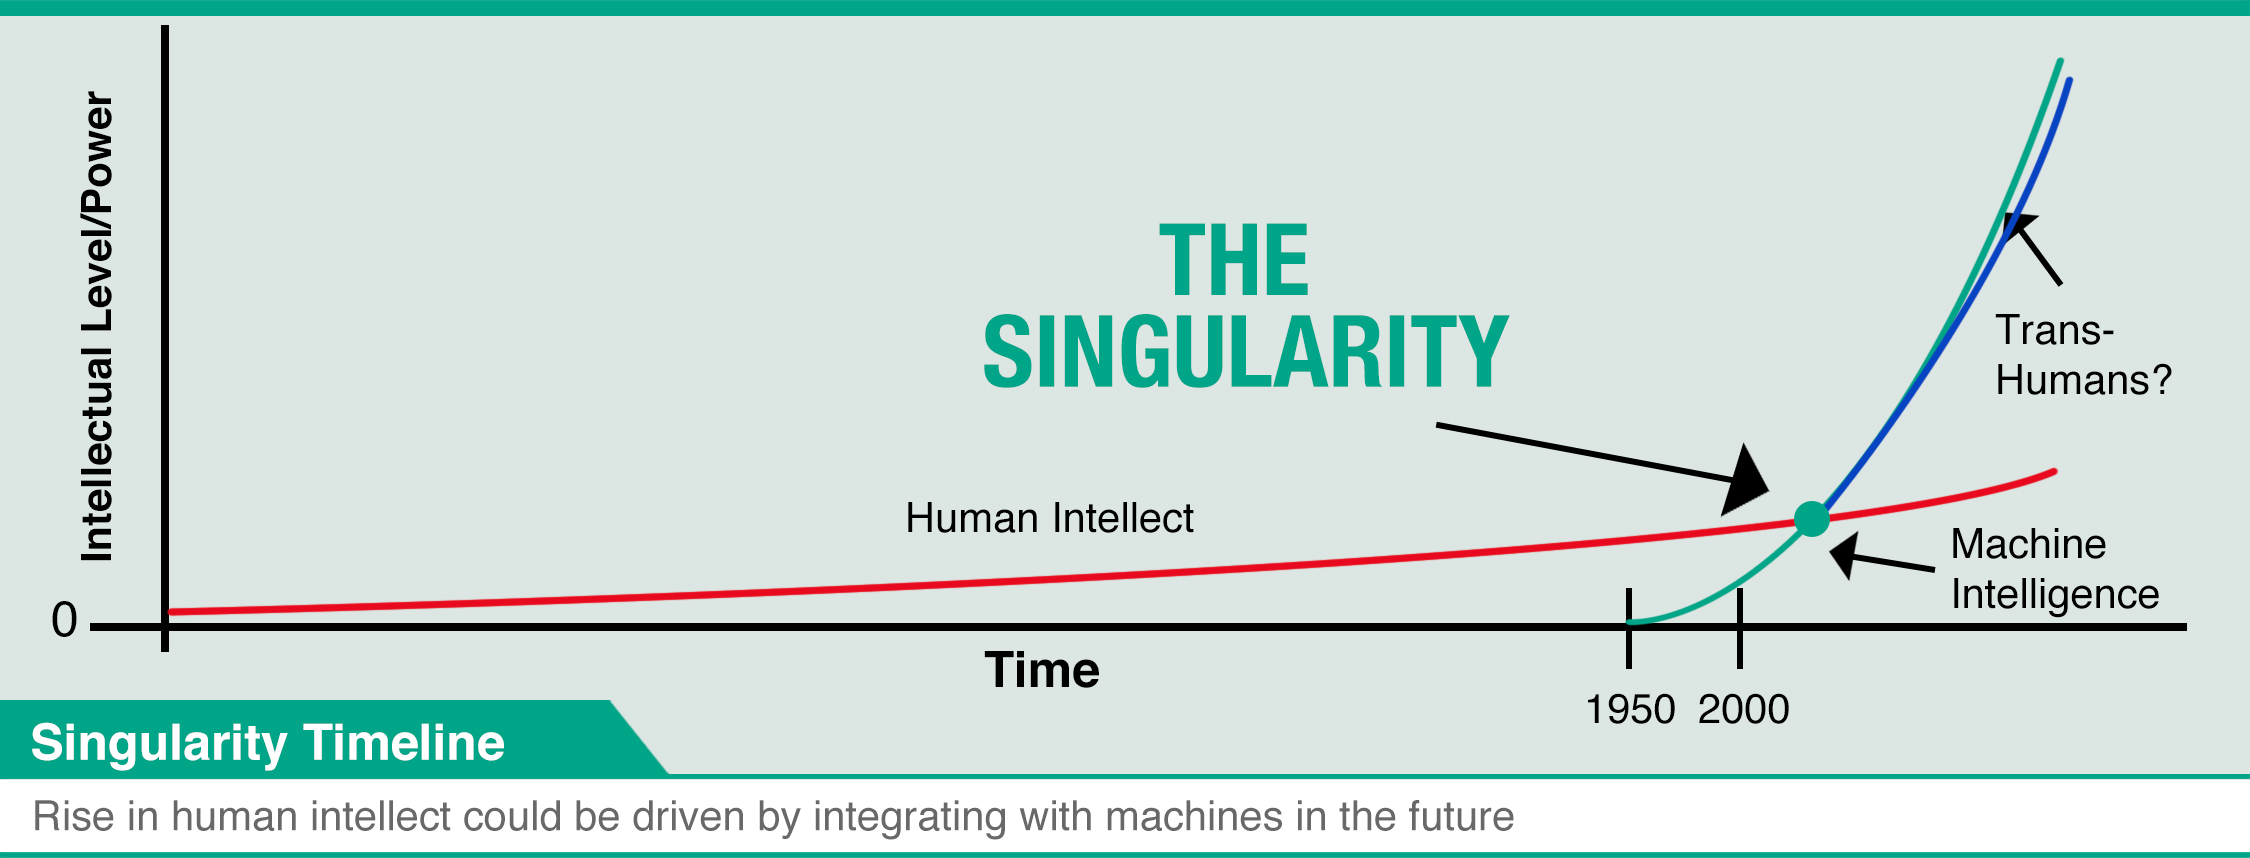 Intellectual Level/Power
THE
SINGULARITY
Trans-
Humans?
Human Intellect
Machine
Intelligence
0
Time
1950 2000
Singularity Timeline
Rise in human intellect could be driven by integrating with machines in the future